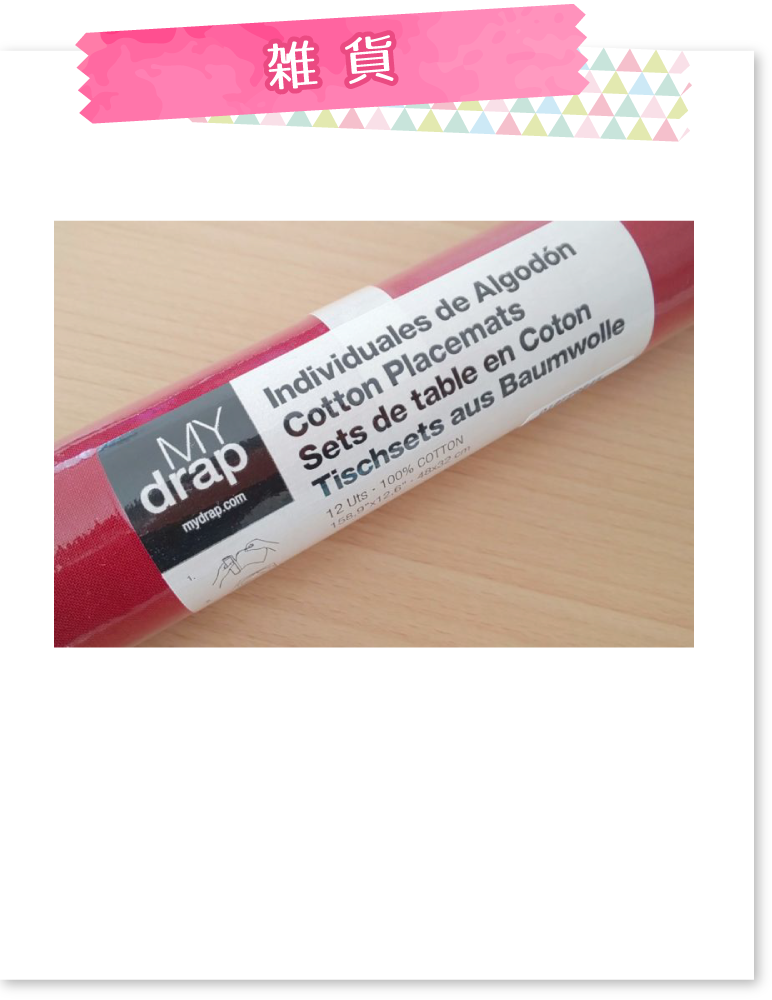 雑貨
Individuales de Algodón
Cotton Placemats
Sets de table en Coton
Tischsets aus Baumwolle
12 Uts - 100% COTTON
MY
drap
mydrap.com
1.